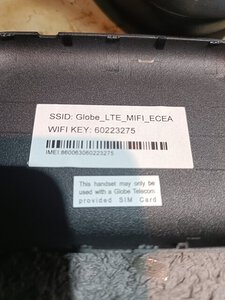 SSID: Globe_LTE_MIFI_ECEA
WIFI KEY: 60223275
IMEI:860063060223275
This handset may only be
used with a Globe Telecom
provided SIM Card